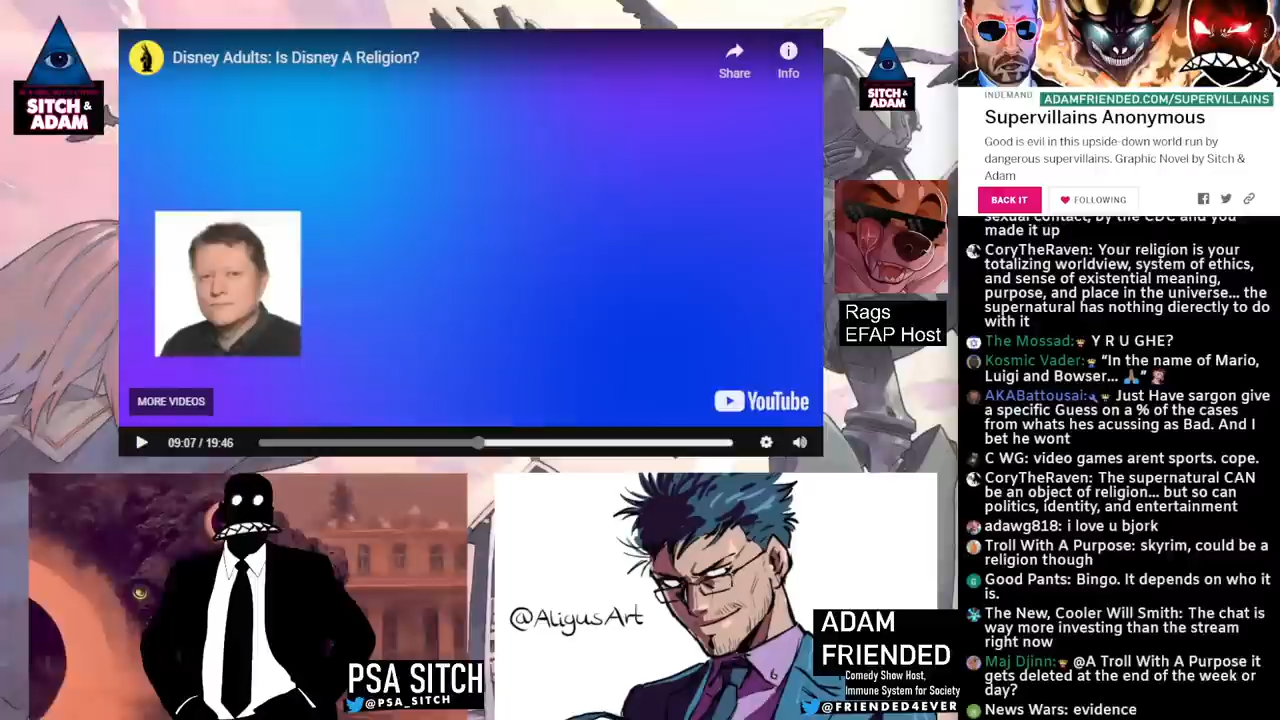 SITCH &
ADAM
Disney Adults: Is Disney A Religion?
Share
Info
SITCH &
ADAM
MORE VIDEOS
YouTube
09:07 / 19:46
Rags
EFAP Host
PSA SITCH
@PSA_SITCH
@AligusArt
ADAM
FRIENDED
Comedy Show Host,
Immune System for Society
@FRIENDED4EVER
INDEMAND
ADAMFRIENDED.COM/SUPERVILLAINS
Supervillains Anonymous
Good is evil in this upside-down world run by
dangerous supervillains. Graphic Novel by Sitch &
Adam
BACK IT
FOLLOWING
sexual contact, by the CDC and you
made it up
CoryTheRaven: Your religion is your
totalizing worldview, system of ethics,
and sense of existential meaning,
purpose, and place in the universe... the
supernatural has nothing dierectly to do
with it
The Mossad: Y R U GHE?
Kosmic Vader: “In the name of Mario,
Luigi and Bowser... 🙏🏽”
AKABattousai: Just Have sargon give
a specific Guess on a % of the cases
from whats hes acussing as Bad. And I
bet he wont
C WG: video games arent sports. cope.
CoryTheRaven: The supernatural CAN
be an object of religion... but so can
politics, identity, and entertainment
adawg818: i love u bjork
Troll With A Purpose: skyrim, could be a
religion though
Good Pants: Bingo. It depends on who it
is.
The New, Cooler Will Smith: The chat is
way more investing than the stream
right now
Maj Djinn: @A Troll With A Purpose it
gets deleted at the end of the week or
day?
News Wars: evidence